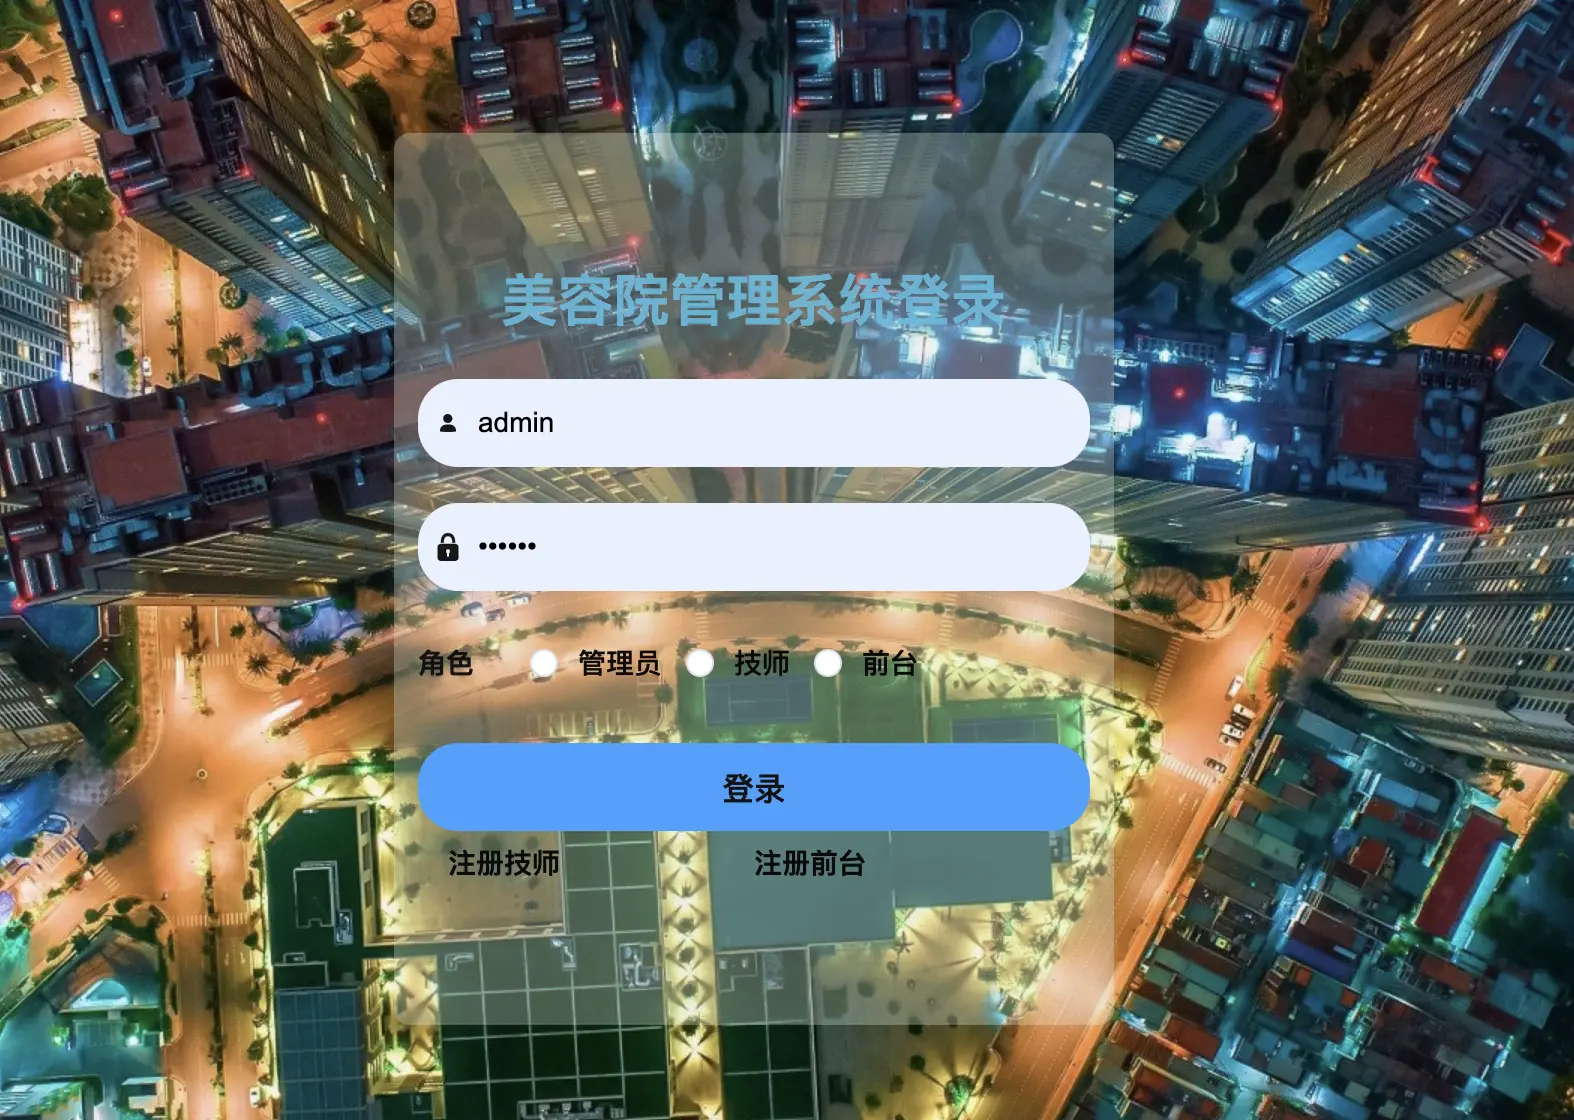 美容院管理系统登录
admin
••••••
角色 管理员 技师 前台
登录
注册技师 注册前台